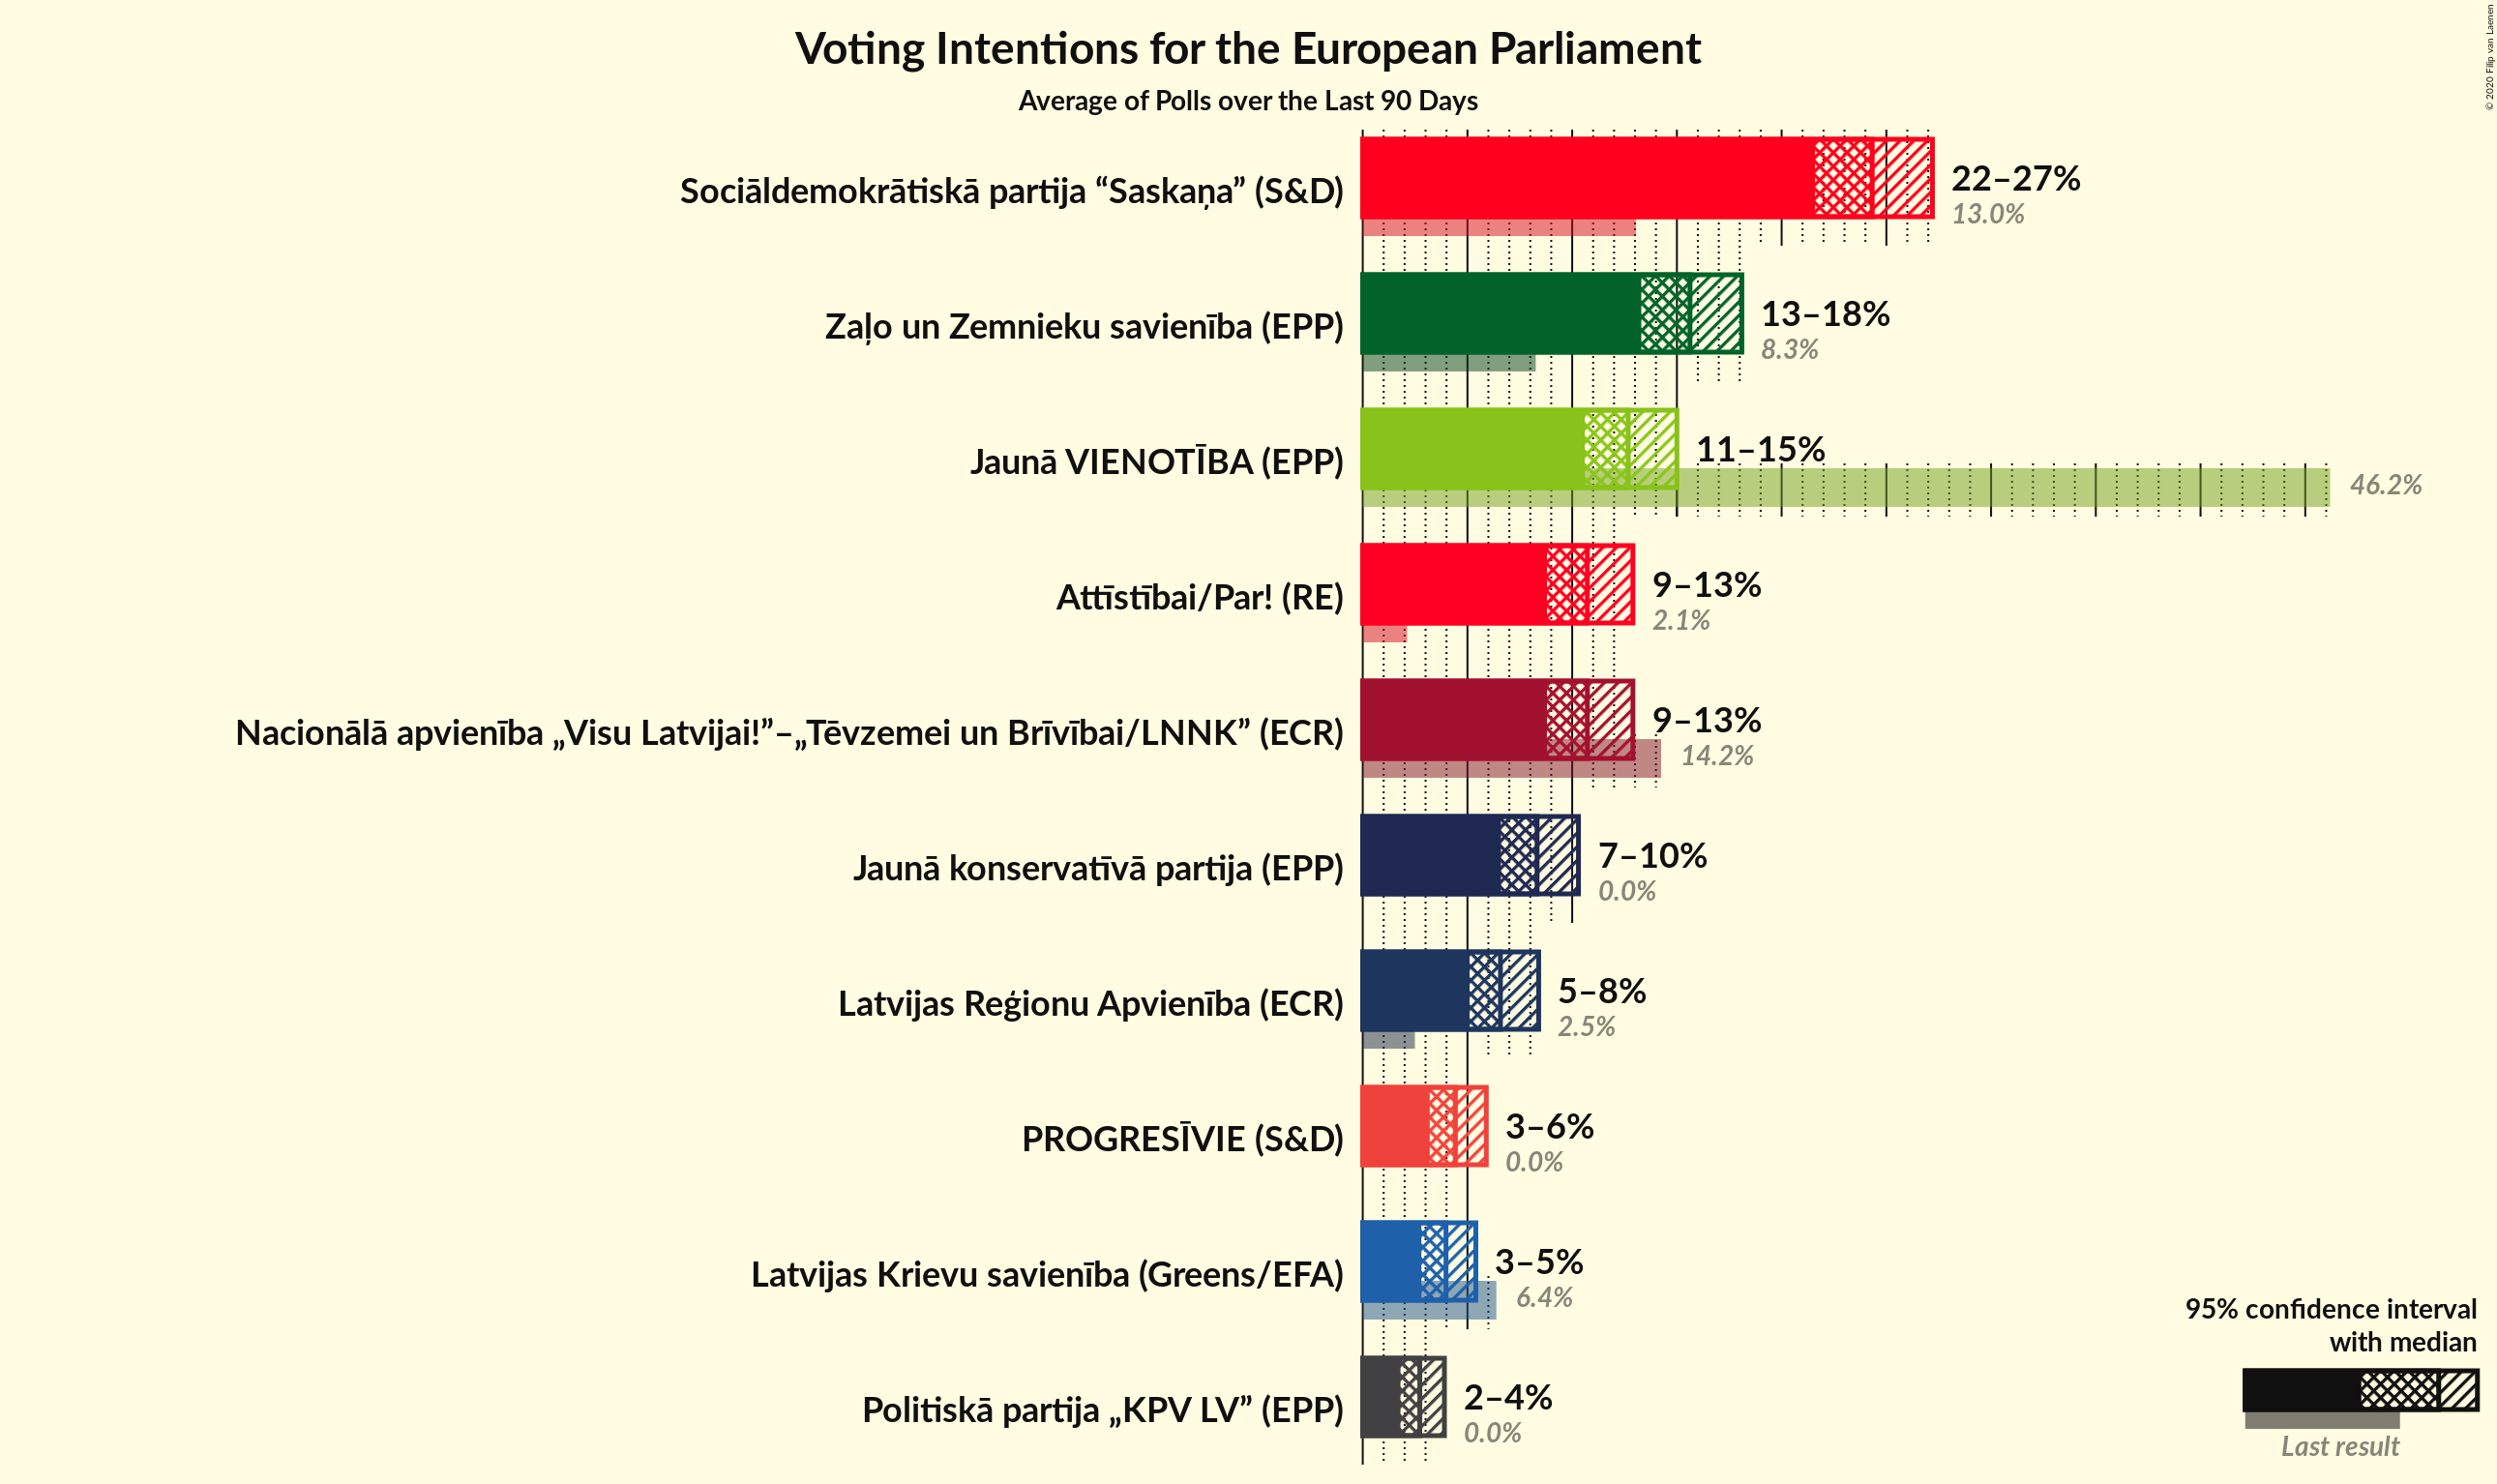 Voting Intentions for the European Parliament
Average of Polls over the Last 90 Days
© 2020 Filip van Laenen
Sociāldemokrātiskā partija “Saskaņa” (S&D)
22–27%
13.0%
Zaļo un Zemnieku savienība (EPP)
13–18%
8.3%
Jaunā VIENOTĪBA (EPP)
11–15%
46.2%
Attīstībai/Par! (RE)
9–13%
2.1%
Nacionālā apvienība „Visu Latvijai!”–„Tēvzemei un Brīvībai/LNNK” (ECR)
9–13%
14.2%
Jaunā konservatīvā partija (EPP)
7–10%
0.0%
Latvijas Reģionu Apvienība (ECR)
5–8%
2.5%
PROGRESĪVIE (S&D)
3–6%
0.0%
Latvijas Krievu savienība (Greens/EFA)
3–5%
6.4%
Politiskā partija „KPV LV” (EPP)
2–4%
0.0%
95% confidence interval
with median
Last result